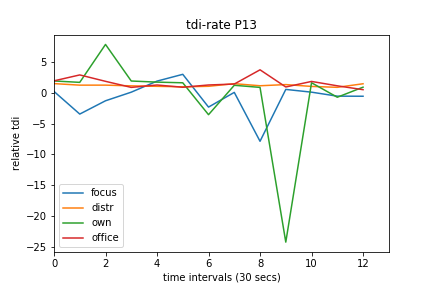 tdi-rate P13
relative tdi
5
0
−5
−10
−15
−20
−25
focus
distr
own
office
0 2 4 6 8 10 12
time intervals (30 secs)